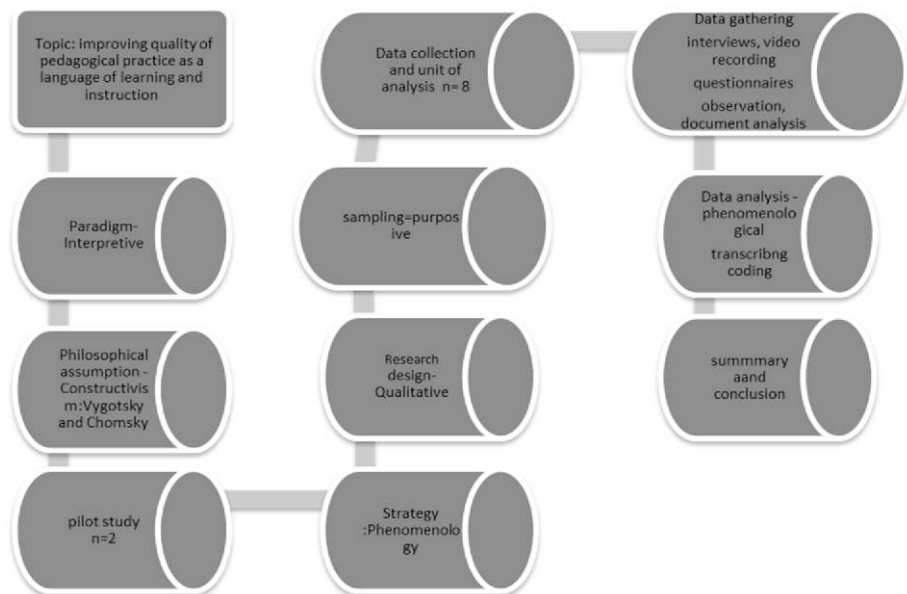 Topic: improving quality of
pedagogical practice as a
language of learning and
instruction
Paradigm-
Interpretive
Philosophical
assumption -
Constructivis
m:Vygotsky
and Chomsky
pilot study
n=2
Strategy
:Phenomenolo
gy
Research
design-
Qualitative
sampling=purpos
ive
Data collection
and unit of
analysis n= 8
Data gathering
interviews, video
recording
questionnaires
observation,
document analysis
Data analysis -
phenomenolo
gical
transcribng
coding
summmary
aand
conclusion